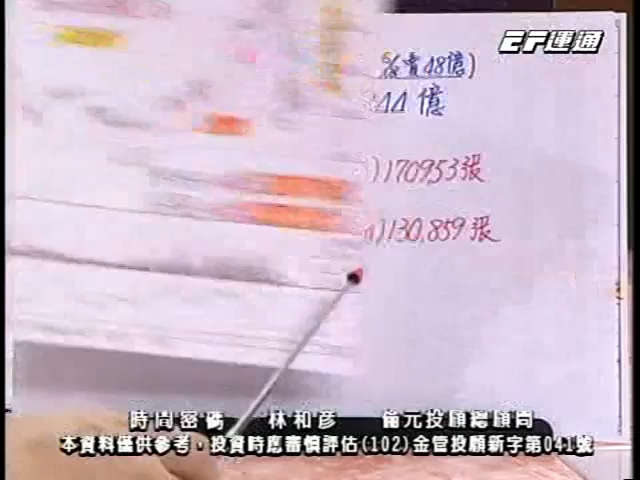 EF運通
賣48億)
44億
)170953張
)130,859張
時間密碼 林和彥 倫元投顧總顧問
本資料僅供參考，投資時應審慎評估(102)金管投顧新字第041號